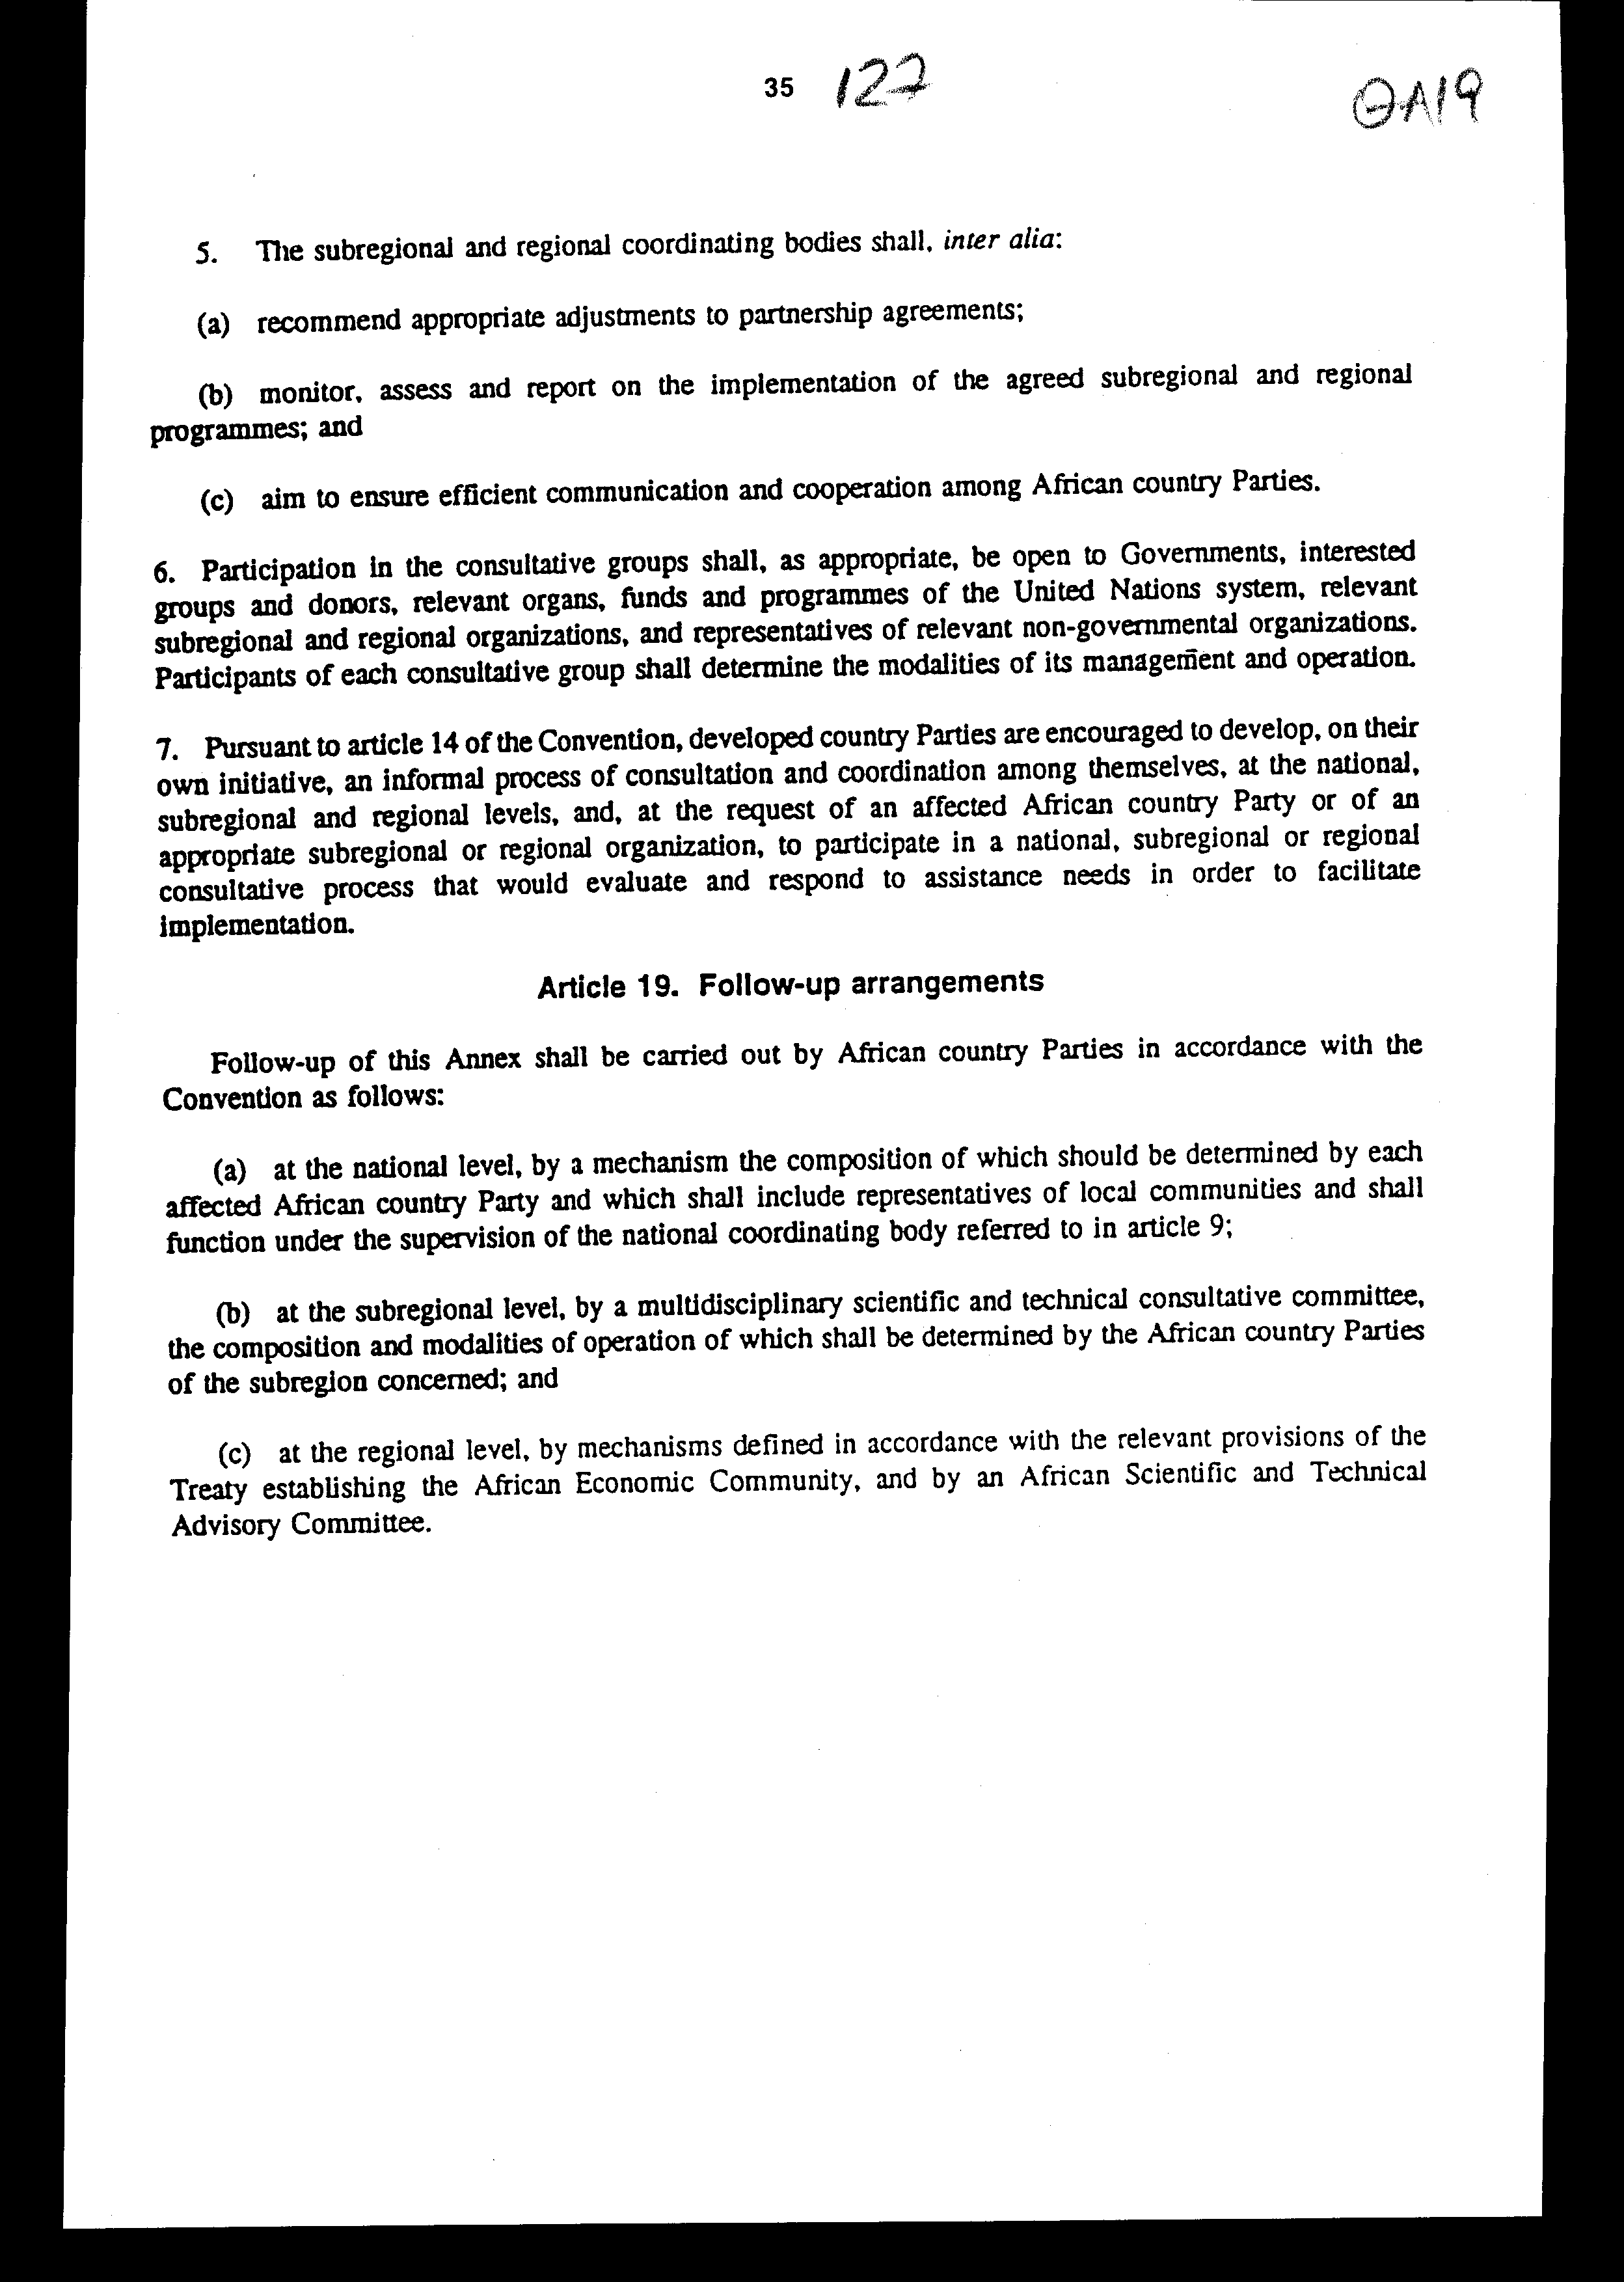 35 127
QA19
5. The subregional and regional coordinating bodies shall, inter alia:
(a) recommend appropriate adjustments to partnership agreements;
(b) monitor, assess and report on the implementation of the agreed subregional and regional
programmes; and
(c) aim to ensure efficient communication and cooperation among African country Parties.
6. Participation in the consultative groups shall, as appropriate, be open to Governments, interested
groups and donors, relevant organs, funds and programmes of the United Nations system, relevant
subregional and regional organizations, and representatives of relevant non-governmental organizations.
Participants of each consultative group shall determine the modalities of its management and operation.
7. Pursuant to article 14 of the Convention, developed country Parties are encouraged to develop, on their
own initiative, an informal process of consultation and coordination among themselves, at the national,
subregional and regional levels, and, at the request of an affected African country Party or of an
appropriate subregional or regional organization, to participate in a national, subregional or regional
consultative process that would evaluate and respond to assistance needs in order to facilitate
implementation.
Article 19. Follow-up arrangements
Follow-up of this Annex shall be carried out by African country Parties in accordance with the
Convention as follows:
(a) at the national level, by a mechanism the composition of which should be determined by each
affected African country Party and which shall include representatives of local communities and shall
function under the supervision of the national coordinating body referred to in article 9;
(b) at the subregional level, by a multidisciplinary scientific and technical consultative committee,
the composition and modalities of operation of which shall be determined by the African country Parties
of the subregion concerned; and
(c) at the regional level, by mechanisms defined in accordance with the relevant provisions of the
Treaty establishing the African Economic Community, and by an African Scientific and Technical
Advisory Committee.